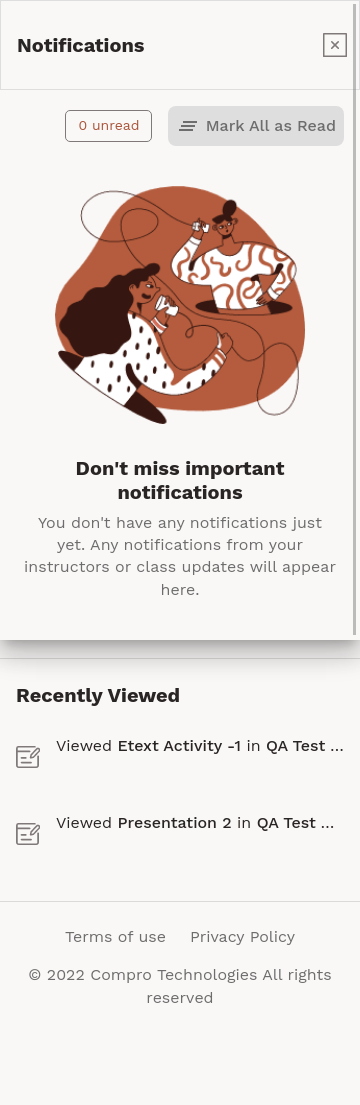 Notifications
0 unread
Mark All as Read
Don't miss important
notifications
You don't have any notifications just
yet. Any notifications from your
instructors or class updates will appear
here.
Recently Viewed
Viewed Etext Activity -1 in QA Test ...
Viewed Presentation 2 in QA Test ...
Terms of use
Privacy Policy
© 2022 Compro Technologies All rights
reserved